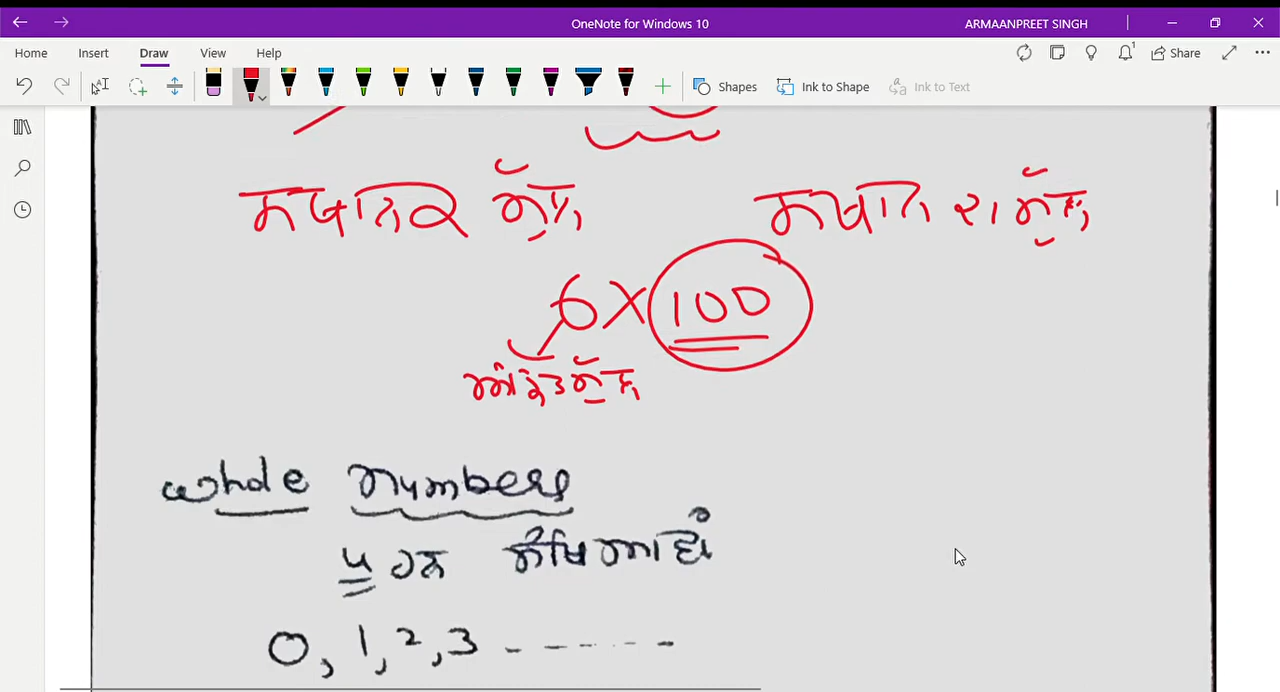 OneNote for Windows 10 ARMAANPREET SINGH
Home Insert Draw View Help Share
Shapes Ink to Shape Ink to Text
ਸਥਾਨਕ ਮੁੱਲ ਸਥਾਨ ਦਾ ਮੁੱਲ
6 X 100
ਅੰਕਿਤ ਮੁੱਲ
whole numbers
ਪੂਰਨ ਸੰਖਿਆਵਾਂ
0, 1, 2, 3 - - - - - - -